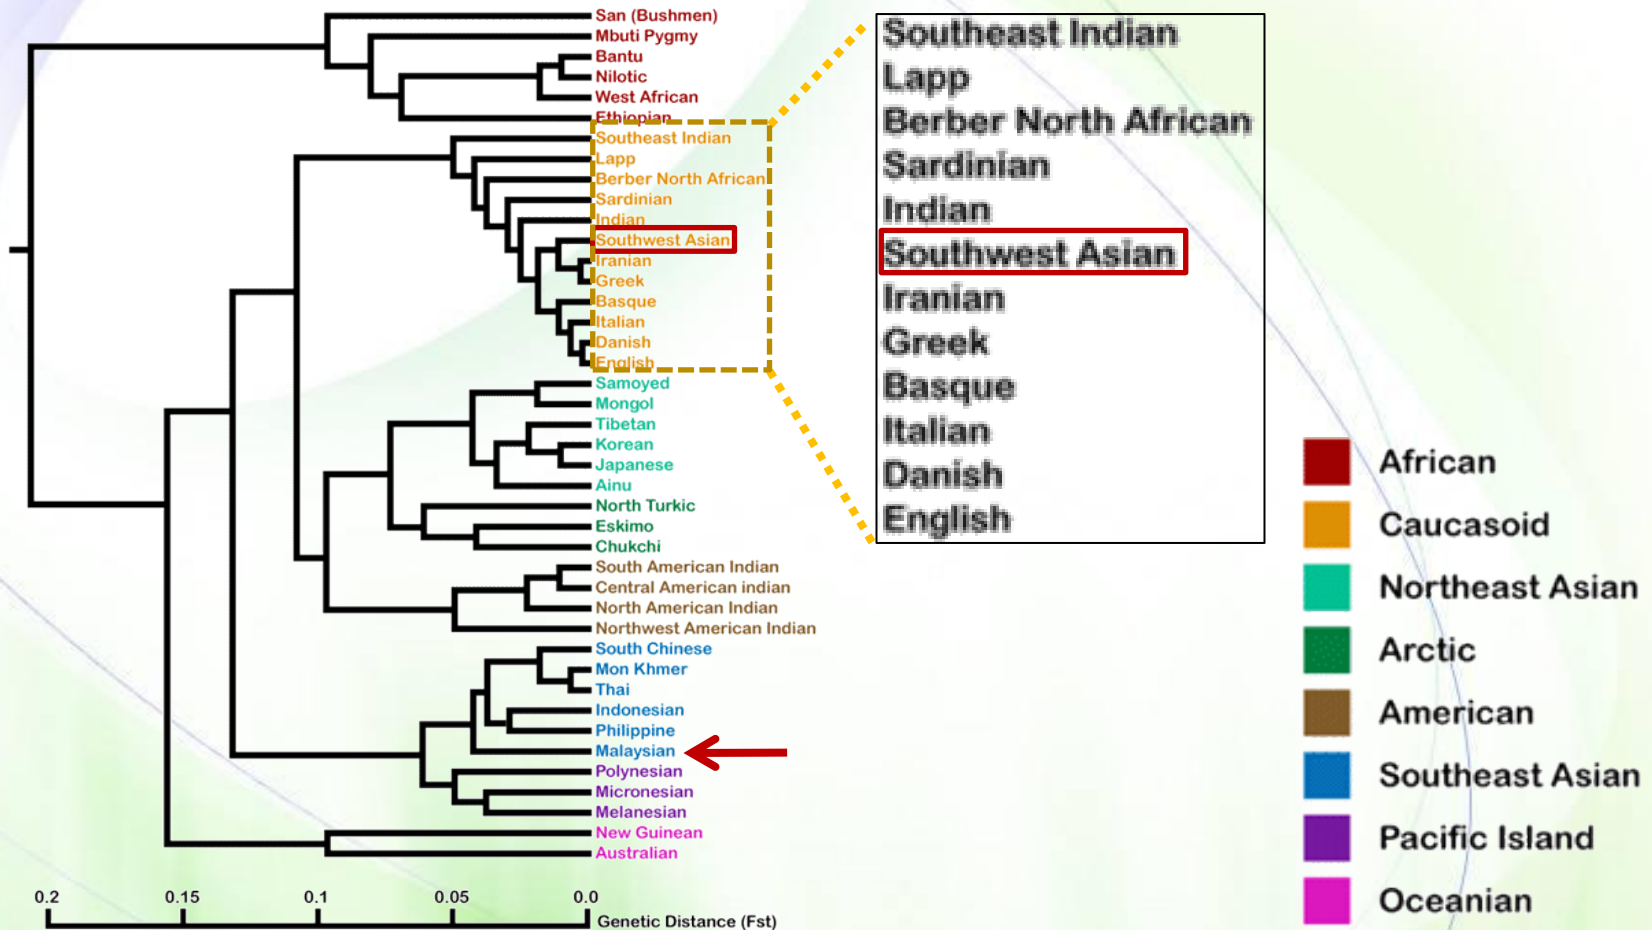 San (Bushmen)
Mbuti Pygmy
Bantu
Nilotic
West African
Ethiopian
Southeast Indian
Lapp
Berber North African
Sardinian
Indian
Southwest Asian
Iranian
Greek
Basque
Italian
Danish
English
Samoyed
Mongol
Tibetan
Korean
Japanese
Ainu
North Turkic
Eskimo
Chukchi
South American Indian
Central American indian
North American Indian
Northwest American Indian
South Chinese
Mon Khmer
Thai
Indonesian
Philippine
Malaysian
Polynesian
Micronesian
Melanesian
New Guinean
Australian
0.2 0.15 0.1 0.05 0.0
Genetic Distance (Fst)
Southeast Indian
Lapp
Berber North African
Sardinian
Indian
Southwest Asian
Iranian
Greek
Basque
Italian
Danish
English
African
Caucasoid
Northeast Asian
Arctic
American
Southeast Asian
Pacific Island
Oceanian